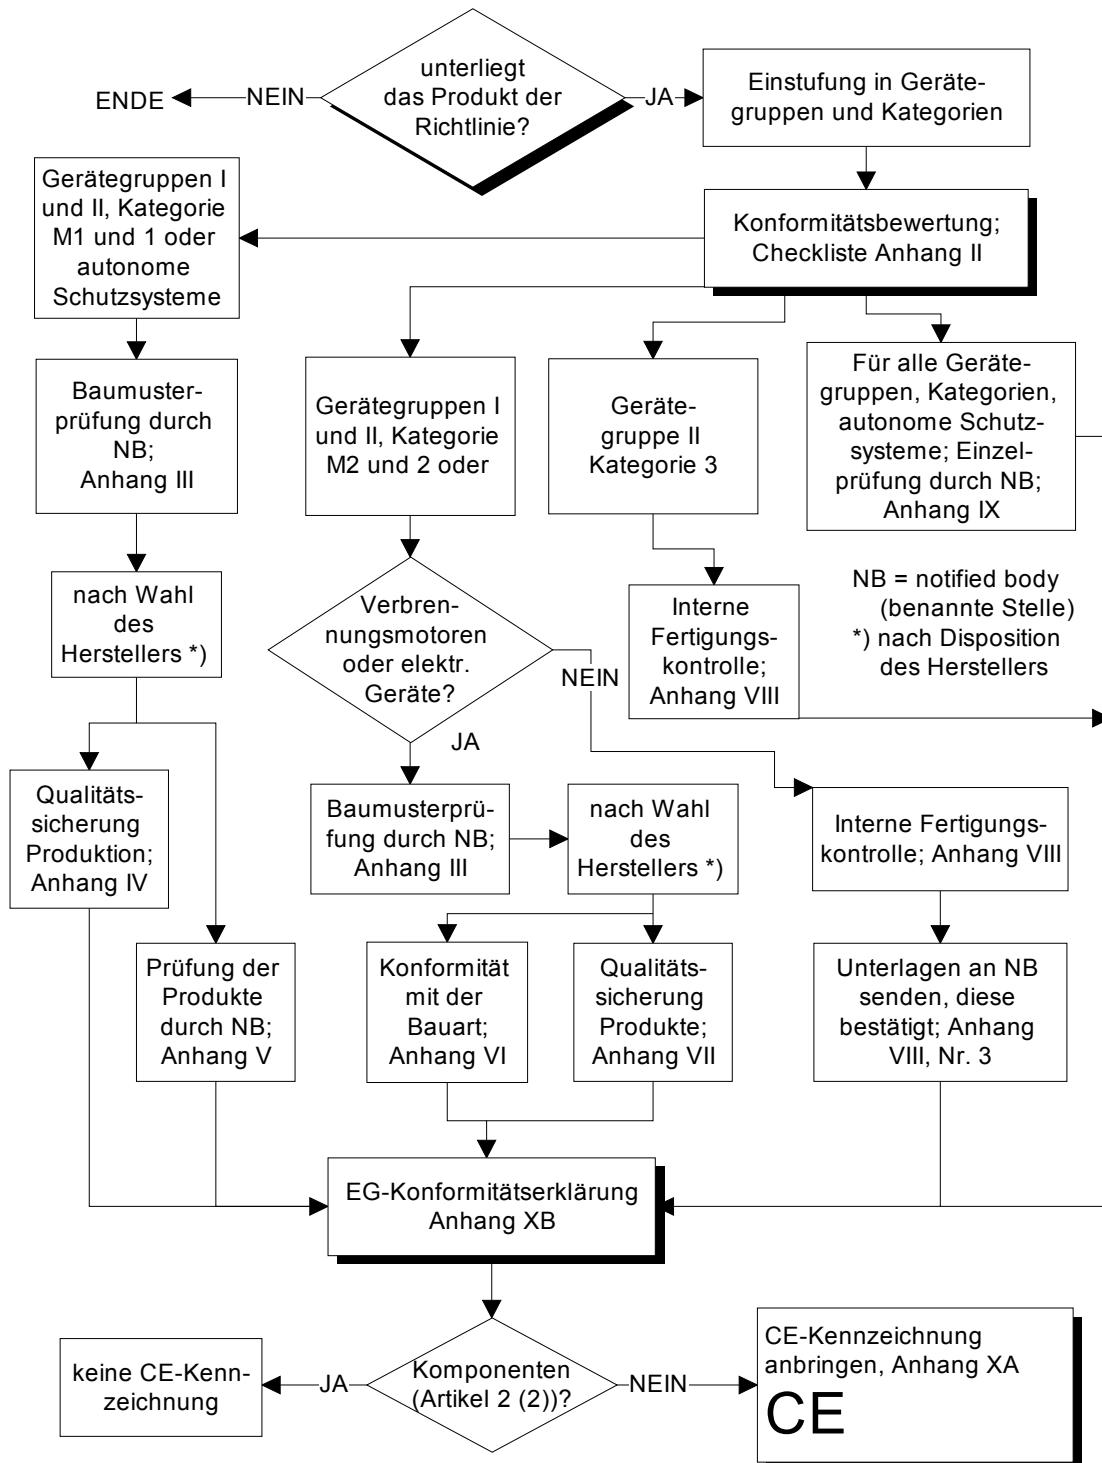 unterliegt
das Produkt der
Richtlinie?
NEIN
ENDE
JA
Einstufung in Geräte-
gruppen und Kategorien
Gerätegruppen I
und II, Kategorie
M1 und 1 oder
autonome
Schutzsysteme
Konformitätsbewertung;
Checkliste Anhang II
Baumuster-
prüfung durch
NB;
Anhang III
Gerätegruppen I
und II, Kategorie
M2 und 2 oder
Geräte-
gruppe II
Kategorie 3
Für alle Geräte-
gruppen, Kategorien,
autonome Schutz-
systeme; Einzel-
prüfung durch NB;
Anhang IX
nach Wahl
des
Herstellers *)
Verbren-
nungsmotoren
oder elektr.
Geräte?
NEIN
JA
Interne
Fertigungs-
kontrolle;
Anhang VIII
NB = notified body
(benannte Stelle)
*) nach Disposition
des Herstellers
Qualitäts-
sicherung
Produktion;
Anhang IV
Baumusterprü-
fung durch NB;
Anhang III
nach Wahl
des
Herstellers *)
Interne Fertigungs-
kontrolle; Anhang VIII
Prüfung der
Produkte
durch NB;
Anhang V
Konformität
mit der
Bauart;
Anhang VI
Qualitäts-
sicherung
Produkte;
Anhang VII
Unterlagen an NB
senden, diese
bestätigt; Anhang
VIII, Nr. 3
EG-Konformitätserklärung
Anhang XB
keine CE-Kenn-
zeichnung
JA
Komponenten
(Artikel 2 (2))?
NEIN
CE-Kennzeichnung
anbringen, Anhang XA
CE